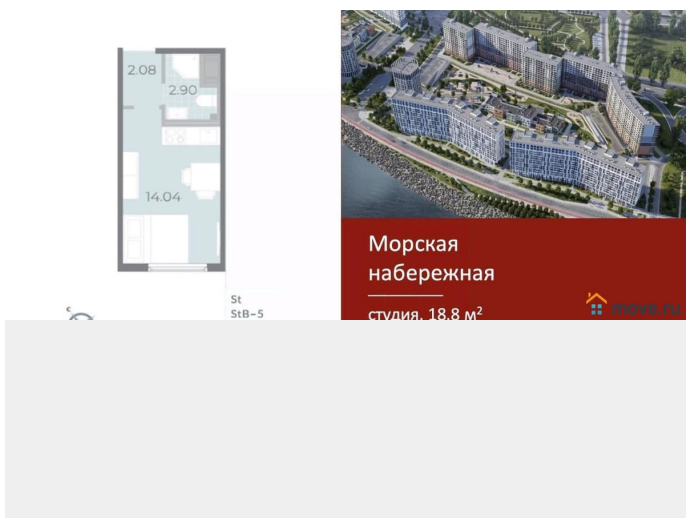 2.08
2.90
14.04
St
StB-5
с
Морская
набережная
студия, 18.8 м²
move.ru